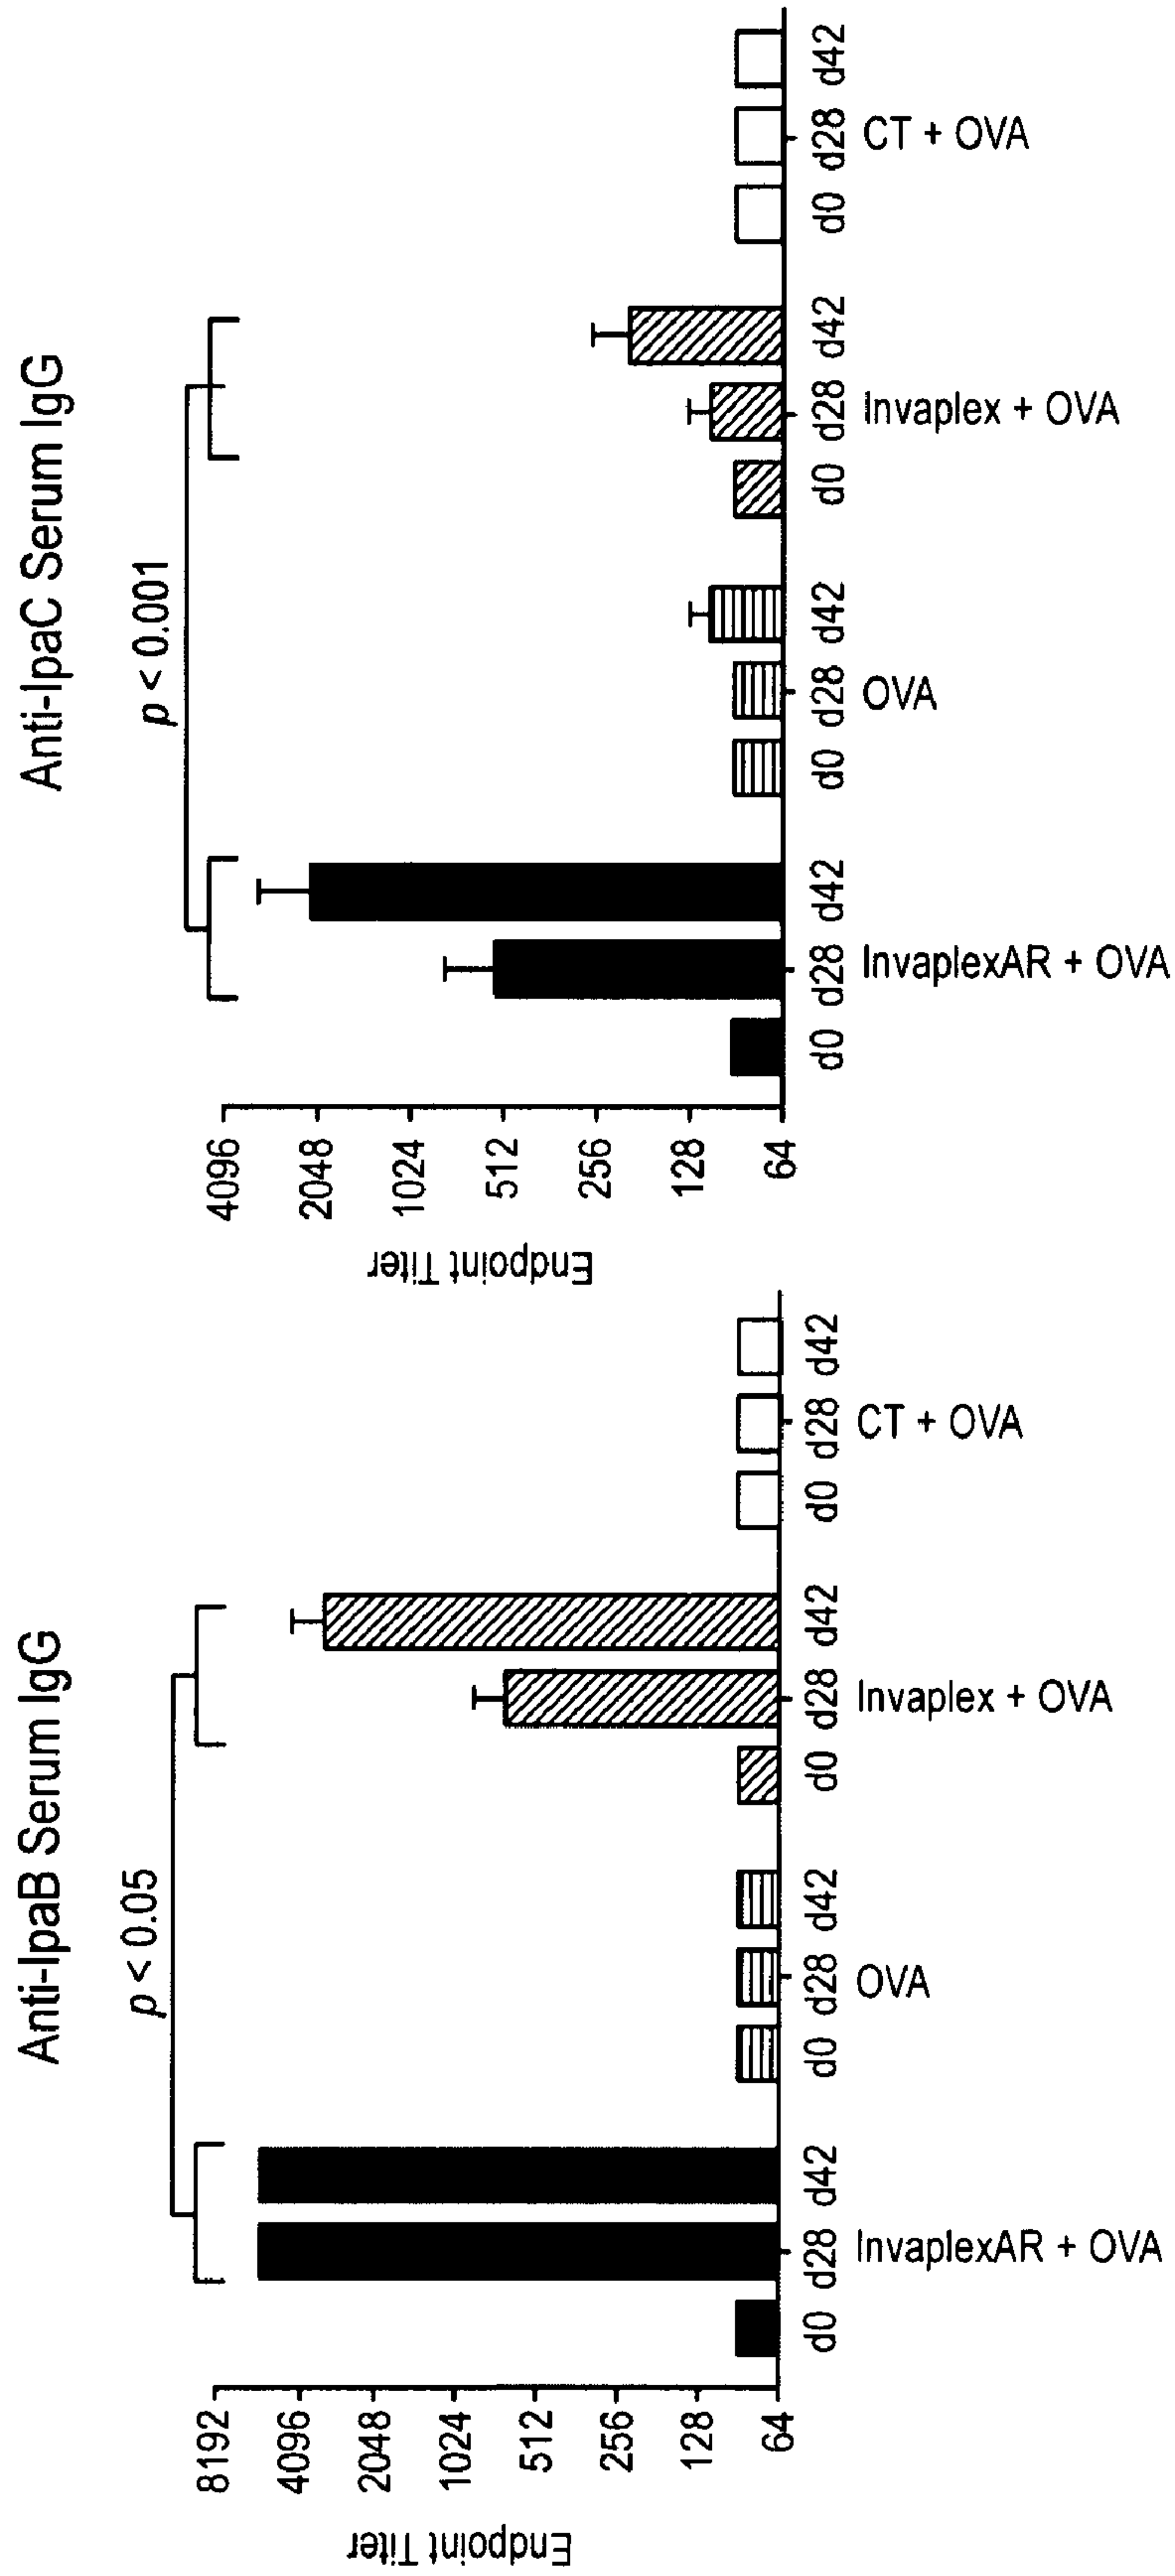 Anti-IpaB Serum IgG
p < 0.05
Endpoint Titer
8192
4096
2048
1024
512
256
128
64
d0 d28 d42 d0 d28 d42 d0 d28 d42 d0 d28 d42
InvaplexAR + OVA OVA Invaplex + OVA CT + OVA
Anti-IpaC Serum IgG
p < 0.001
Endpoint Titer
4096
2048
1024
512
256
128
64
d0 d28 d42 d0 d28 d42 d0 d28 d42 d0 d28 d42
InvaplexAR + OVA OVA Invaplex + OVA CT + OVA